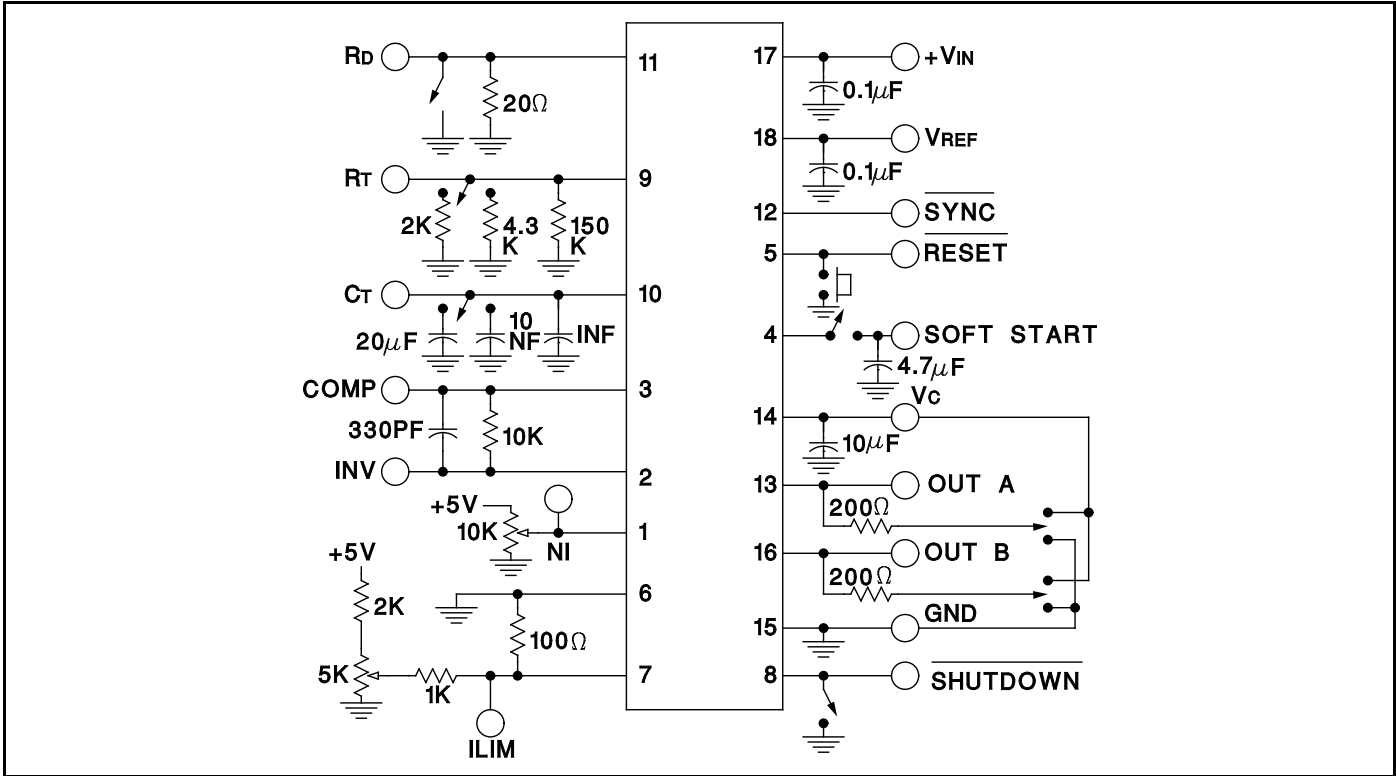 RD
11
20Ω
RT
9
2K
4.3
K
150
K
CT
10
20µF
10
NF
INF
COMP
3
330PF
10K
INV
2
+5V
10K
NI
1
+5V
2K
6
100Ω
5K
1K
7
ILIM
17
+VIN
0.1µF
18
VREF
0.1µF
12
SYNC
5
RESET
4
SOFT START
4.7µF
VC
14
10µF
13
OUT A
200Ω
16
OUT B
200Ω
GND
15
8
SHUTDOWN